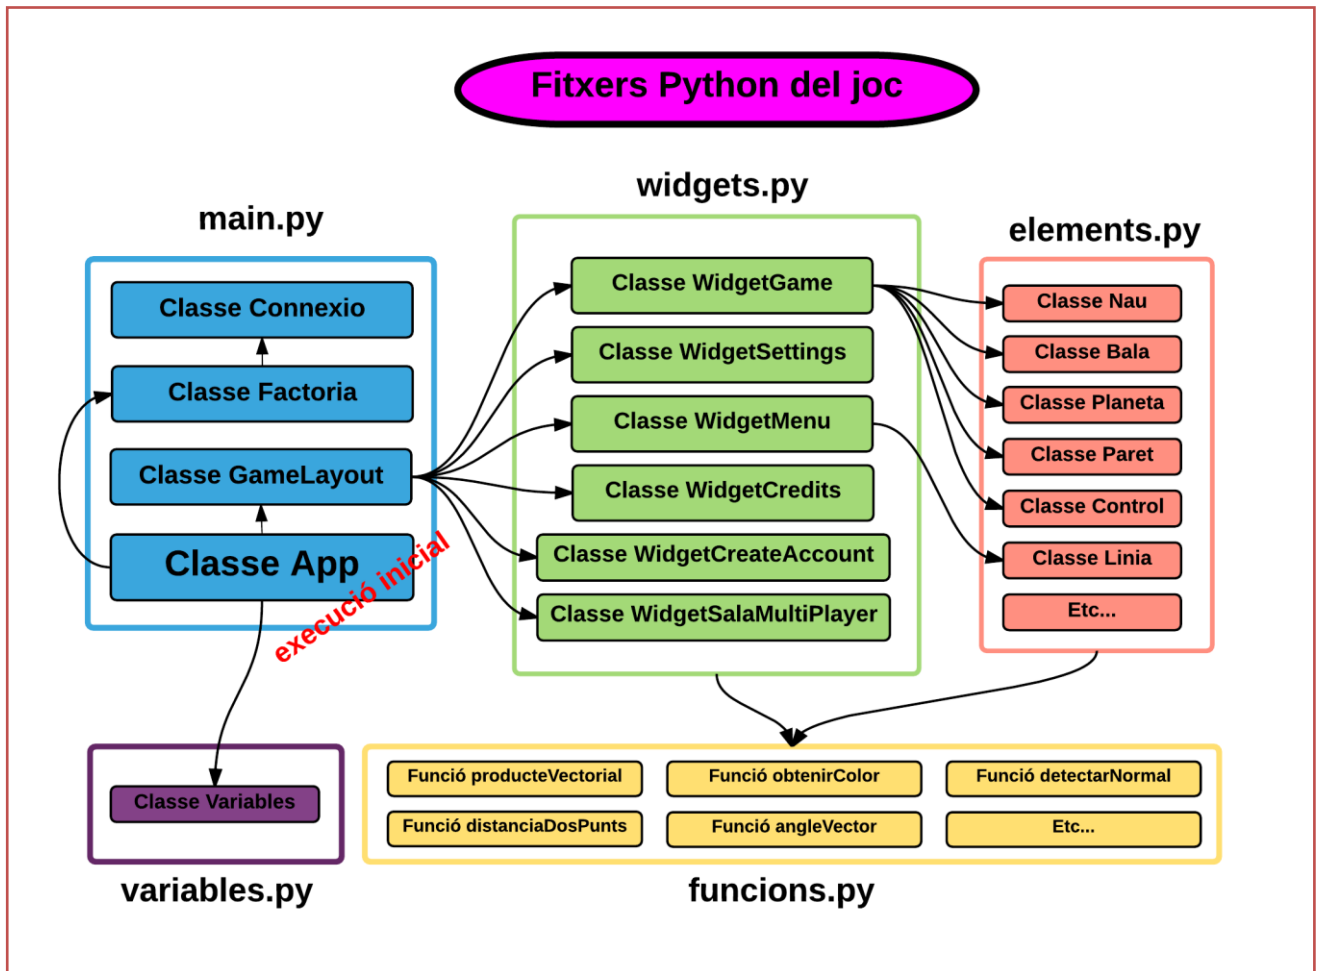 Fitxers Python del joc
main.py
Classe Connexio
Classe Factoria
Classe GameLayout
Classe App
execució inicial
widgets.py
Classe WidgetGame
Classe WidgetSettings
Classe WidgetMenu
Classe WidgetCredits
Classe WidgetCreateAccount
Classe WidgetSalaMultiPlayer
elements.py
Classe Nau
Classe Bala
Classe Planeta
Classe Paret
Classe Control
Classe Linia
Etc...
Classe Variables
variables.py
Funció producteVectorial
Funció obtenirColor
Funció detectarNormal
Funció distanciaDosPunts
Funció angleVector
Etc...
funcions.py